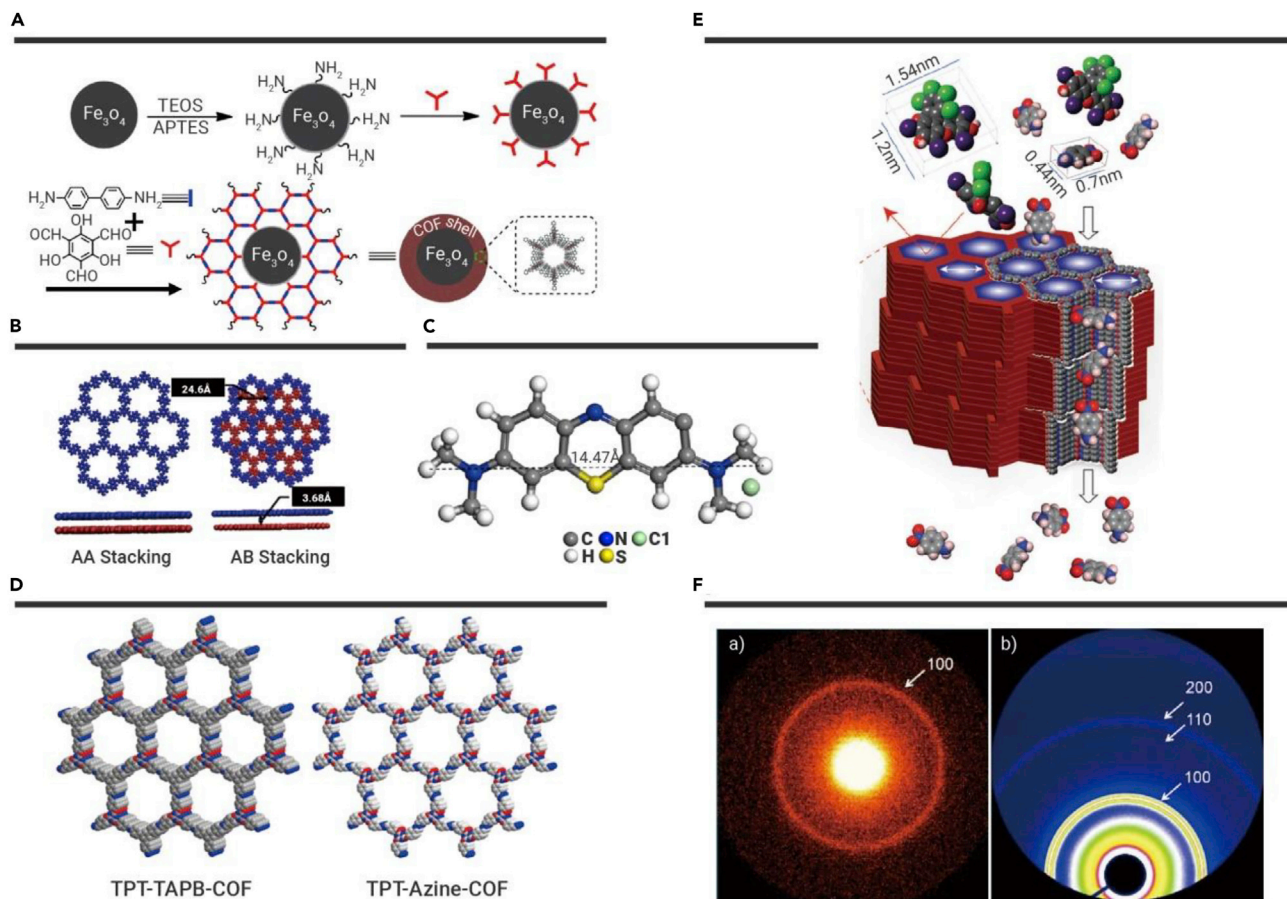 A
Fe3o4
TEOS
APTES
H2N
NH2
H2N
NH2
H2N
Fe3o4
NH2
H2N
NH2
H2N
Fe3o4
H2N
NH2
+
OH
OHC
CHO
HO
OH
CHO
Fe3o4
COF shell
Fe3o4
B
24.6Å
3.68Å
AA Stacking
AB Stacking
C
14.47Å
C N C1
H S
D
TPT-TAPB-COF
TPT-Azine-COF
E
1.54nm
1.2nm
0.44nm
0.7nm
F
a)
100
b)
200
110
100